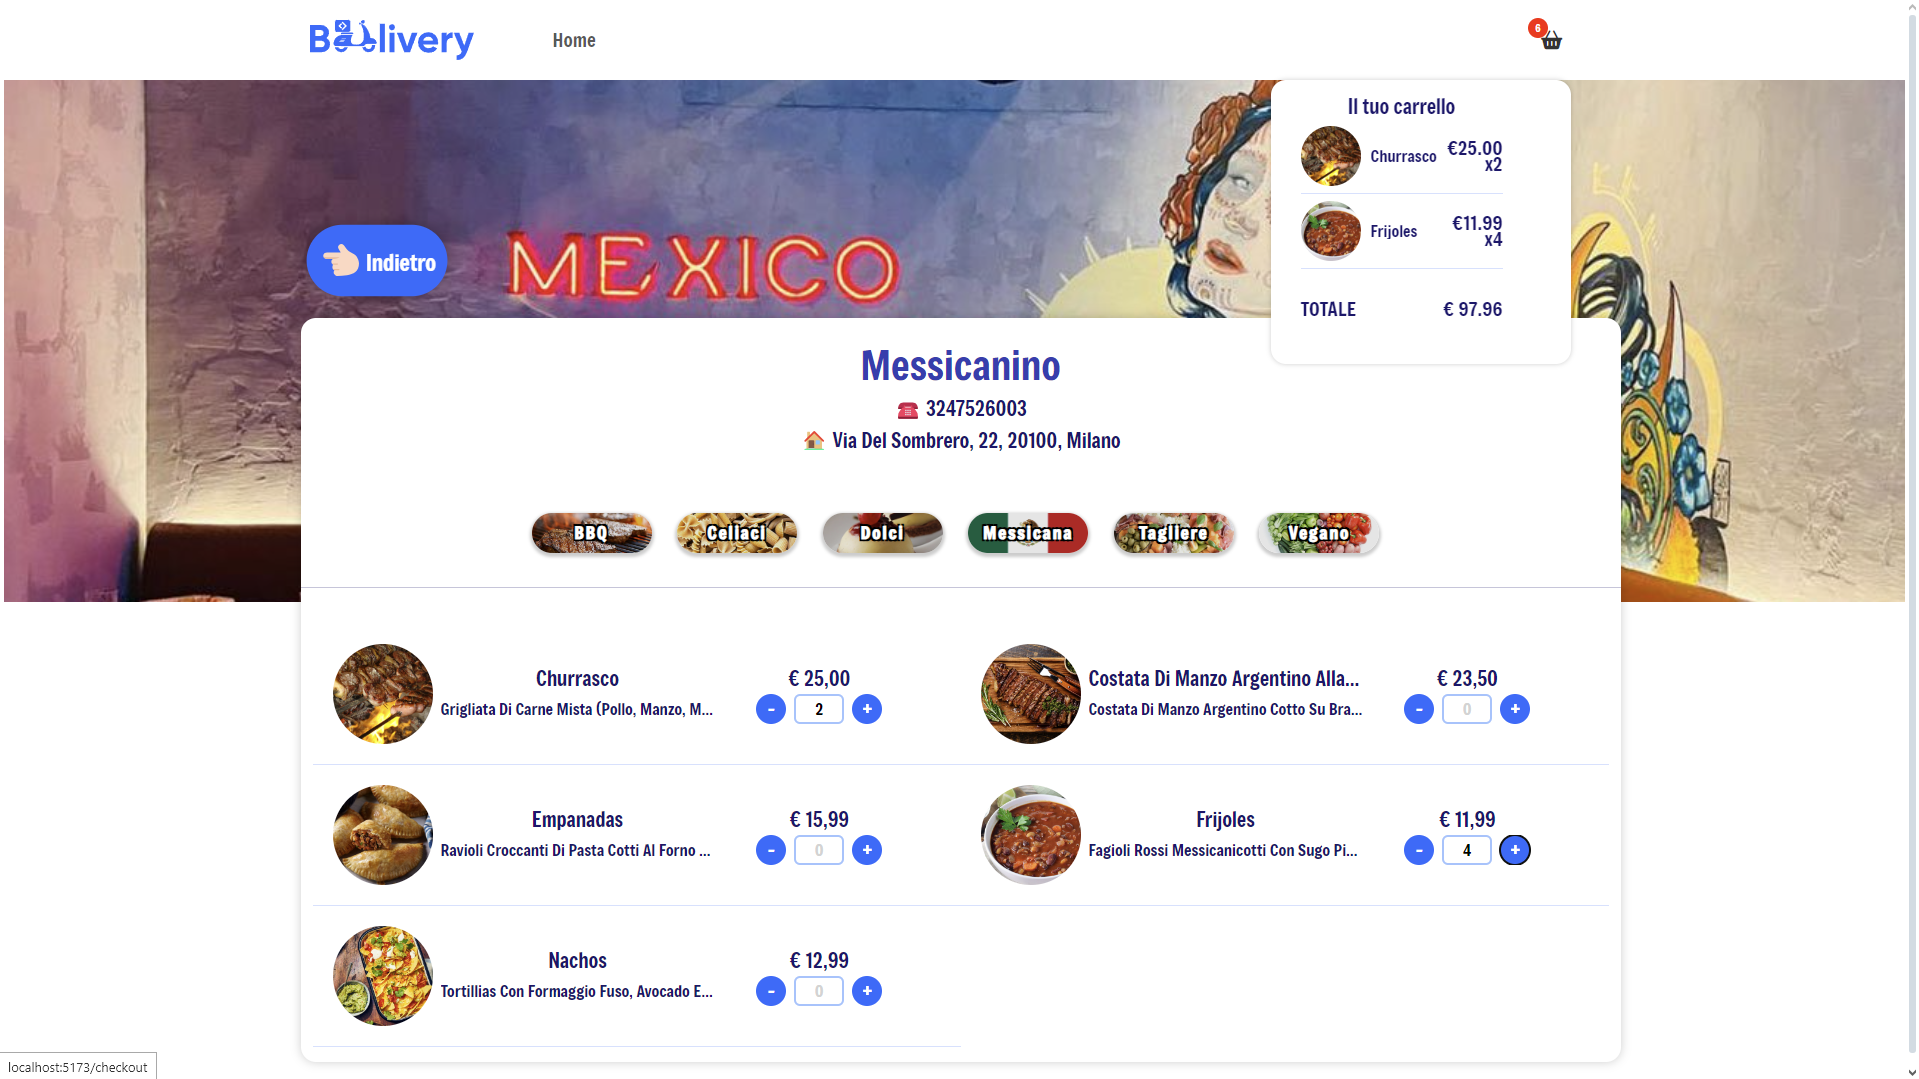 Boolivery
Home
6
Il tuo carrello
Churrasco
€25.00
x2
Frijoles
€11.99
x4
TOTALE
€ 97.96
Indietro
MEXICO
Messicanino
3247526003
Via Del Sombrero, 22, 20100, Milano
BBQ
Celiaci
Dolci
Messicana
Tagliere
Vegano
Churrasco
Grigliata Di Carne Mista (Pollo, Manzo, M...
€ 25,00
- 2 +
Costata Di Manzo Argentino Alla...
Costata Di Manzo Argentino Cotto Su Bra...
€ 23,50
- 0 +
Empanadas
Ravioli Croccanti Di Pasta Cotti Al Forno ...
€ 15,99
- 0 +
Frijoles
Fagioli Rossi Messicanicotti Con Sugo Pi...
€ 11,99
- 4 +
Nachos
Tortillias Con Formaggio Fuso, Avocado E...
€ 12,99
- 0 +
localhost:5173/checkout